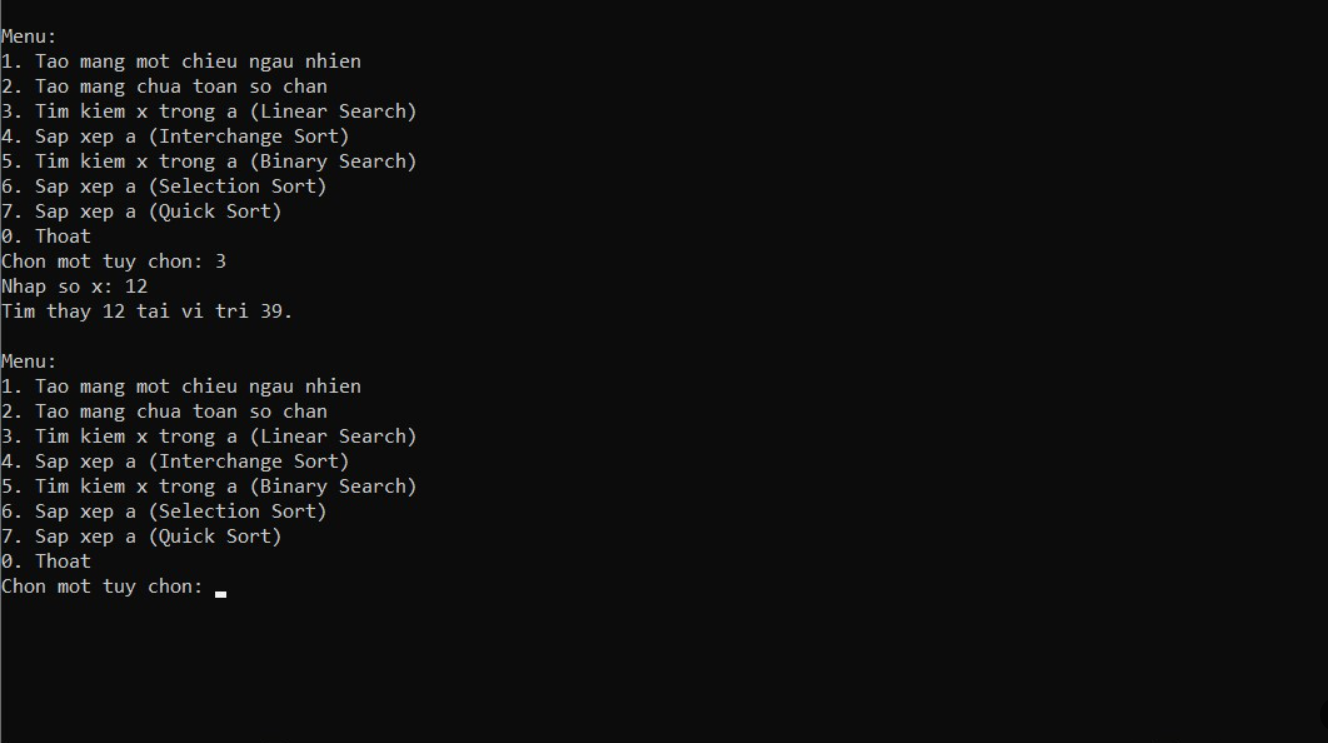 Menu:
1. Tao mang mot chieu ngau nhien
2. Tao mang chua toan so chan
3. Tim kiem x trong a (Linear Search)
4. Sap xep a (Interchange Sort)
5. Tim kiem x trong a (Binary Search)
6. Sap xep a (Selection Sort)
7. Sap xep a (Quick Sort)
0. Thoat
Chon mot tuy chon: 3
Nhap so x: 12
Tim thay 12 tai vi tri 39.
Menu:
1. Tao mang mot chieu ngau nhien
2. Tao mang chua toan so chan
3. Tim kiem x trong a (Linear Search)
4. Sap xep a (Interchange Sort)
5. Tim kiem x trong a (Binary Search)
6. Sap xep a (Selection Sort)
7. Sap xep a (Quick Sort)
0. Thoat
Chon mot tuy chon: